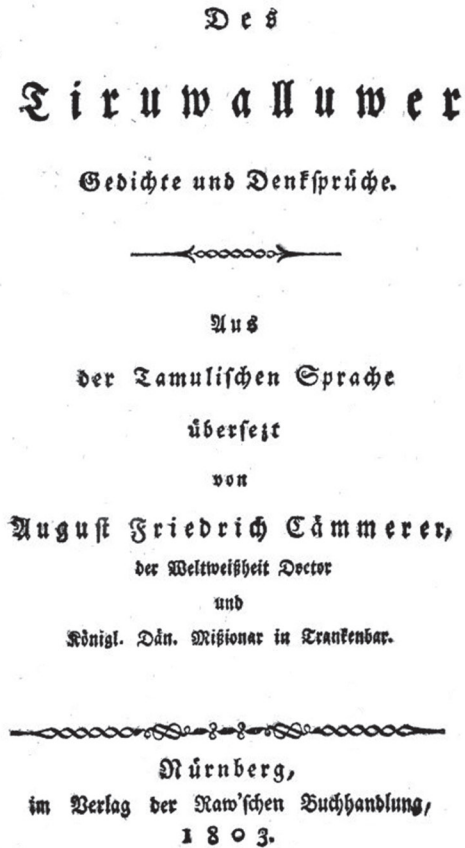 Des
Tiruwalluwer
Gedichte und Denksprüche.
Aus
der Tamulischen Sprache
übersezt
von
August Friedrich Cämmerer,
der Weltweißheit Doctor
und
Königl. Dän. Mißionar in Trankenbar.
Nürnberg,
im Verlag der Raw'schen Buchhandlung,
1803.